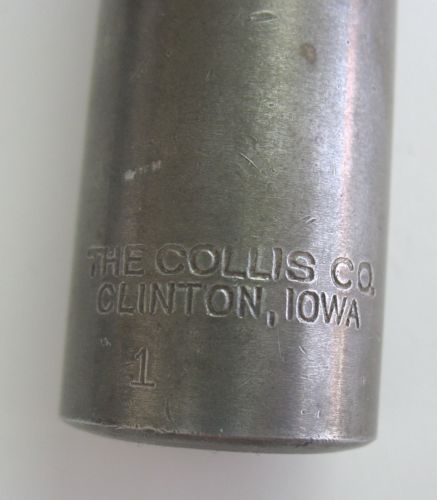 THE COLLIS CO.
CLINTON, IOWA
1